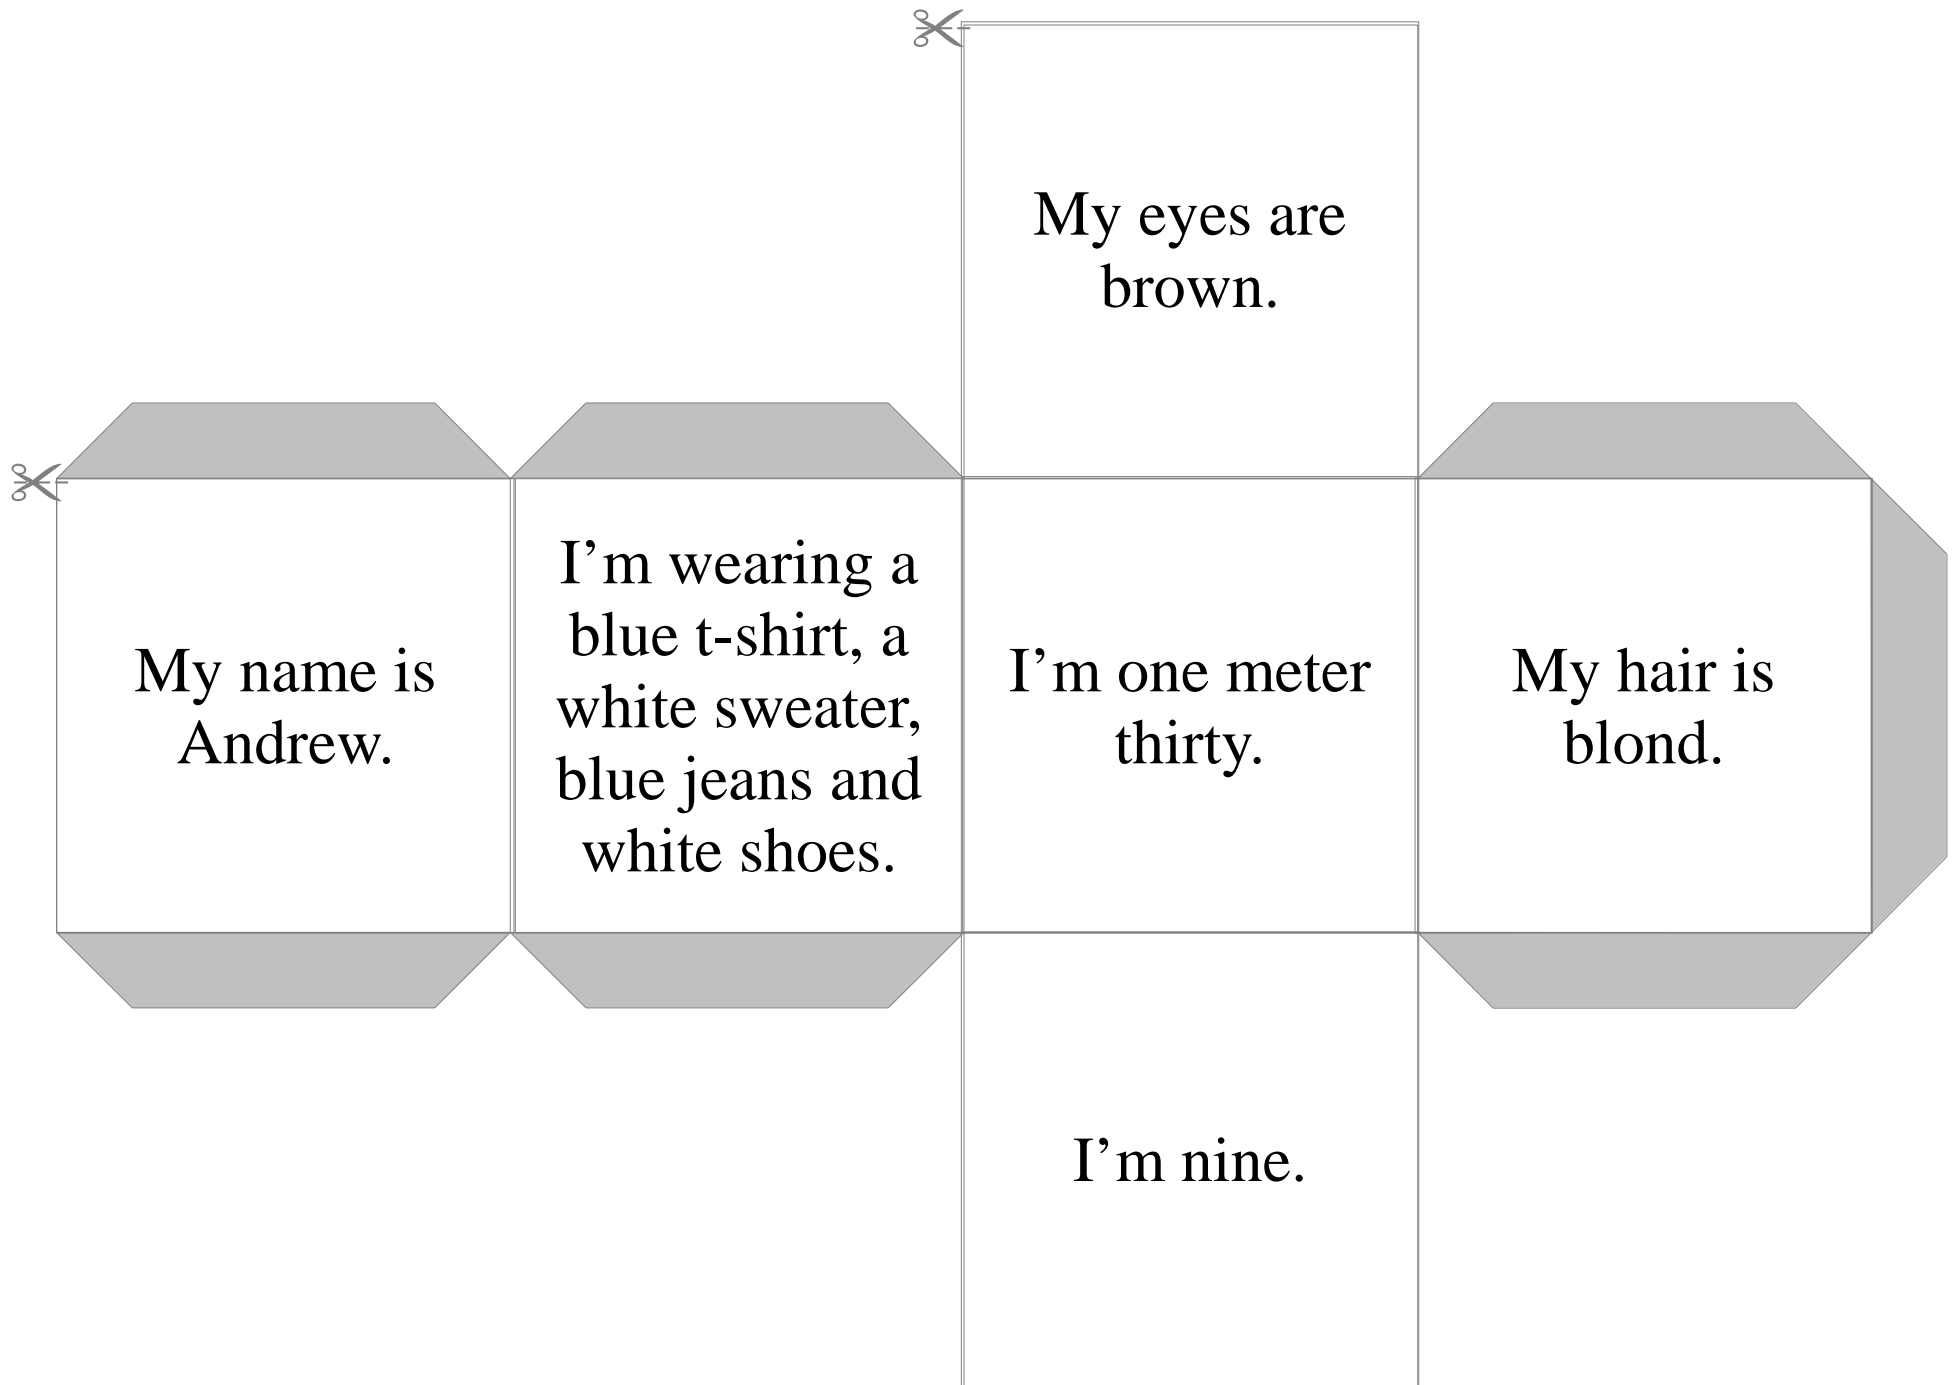 My eyes are
brown.
My name is
Andrew.
I’m wearing a
blue t-shirt, a
white sweater,
blue jeans and
white shoes.
I’m one meter
thirty.
My hair is
blond.
I’m nine.